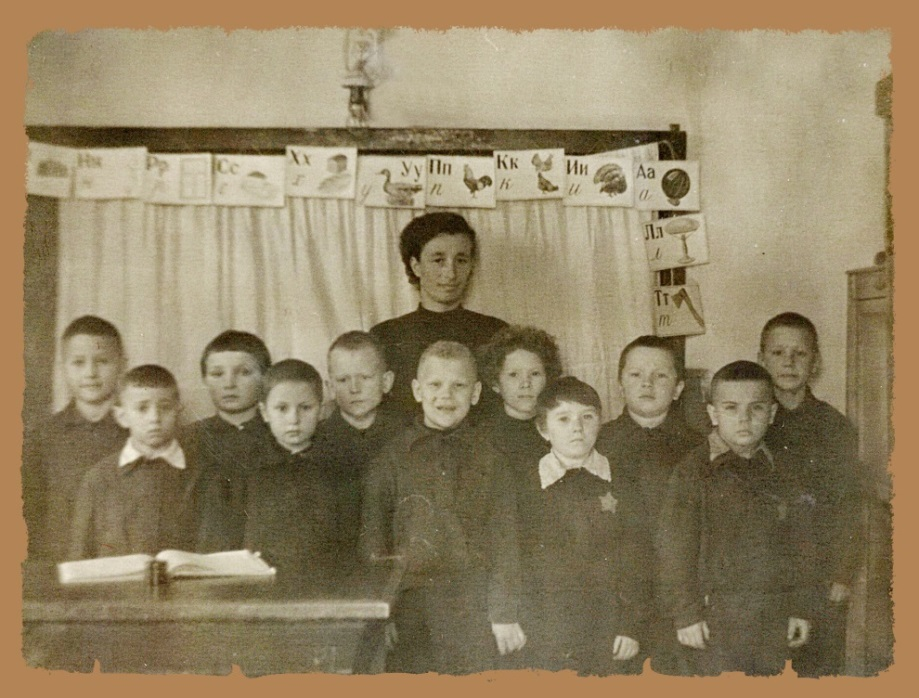 Нн
Рр
Сс
с
Хх
х
Уу
у
Пп
п
Кк
к
Ии
и
Аа
а
Лл
л
Тт
т